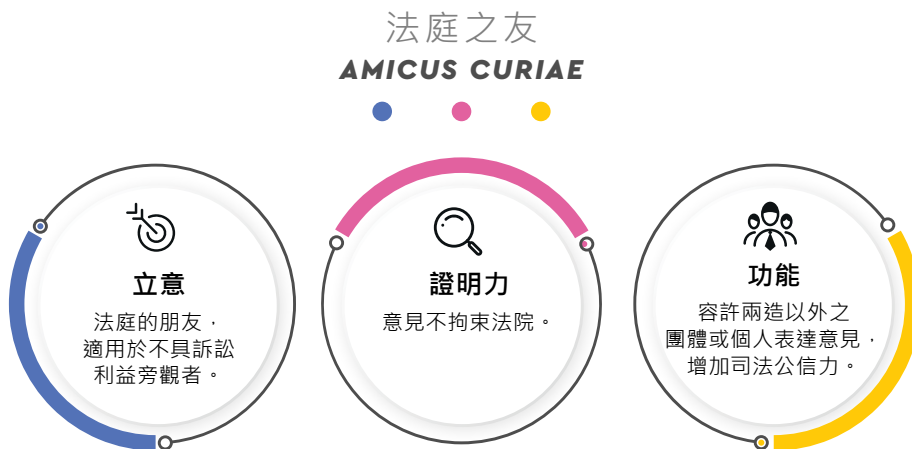 法庭之友
AMICUS CURIAE
立意
法庭的朋友，
適用於不具訴訟
利益旁觀者。
證明力
意見不拘束法院。
功能
容許兩造以外之
團體或個人表達意見，
增加司法公信力。